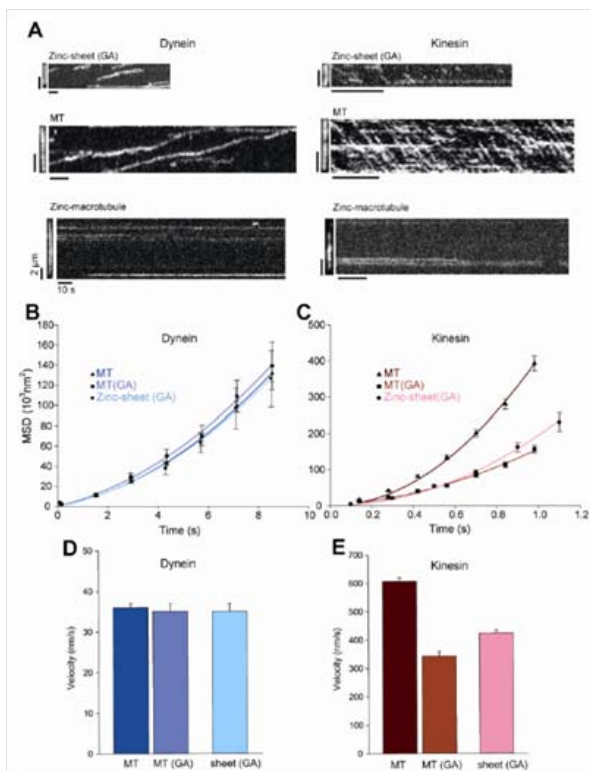 A
Dynein
Kinesin
Zinc-sheet (GA)
Zinc-sheet (GA)
MT
MT
Zinc-macrotubule
Zinc-macrotubule
2 μm
10 s
B
Dynein
MSD (10³nm²)
160
140
120
100
80
60
40
20
0
MT
MT(GA)
Zinc-sheet (GA)
0 2 4 6 8 10
Time (s)
C
Kinesin
500
400
300
200
100
0
MT
MT(GA)
Zinc-sheet(GA)
0.0 0.2 0.4 0.6 0.8 1.0 1.2
Time (s)
D
Dynein
Velocity (nm/s)
50
40
30
20
10
0
MT MT (GA) sheet (GA)
E
Kinesin
Velocity (nm/s)
700
600
500
400
300
200
100
0
MT MT (GA) sheet (GA)